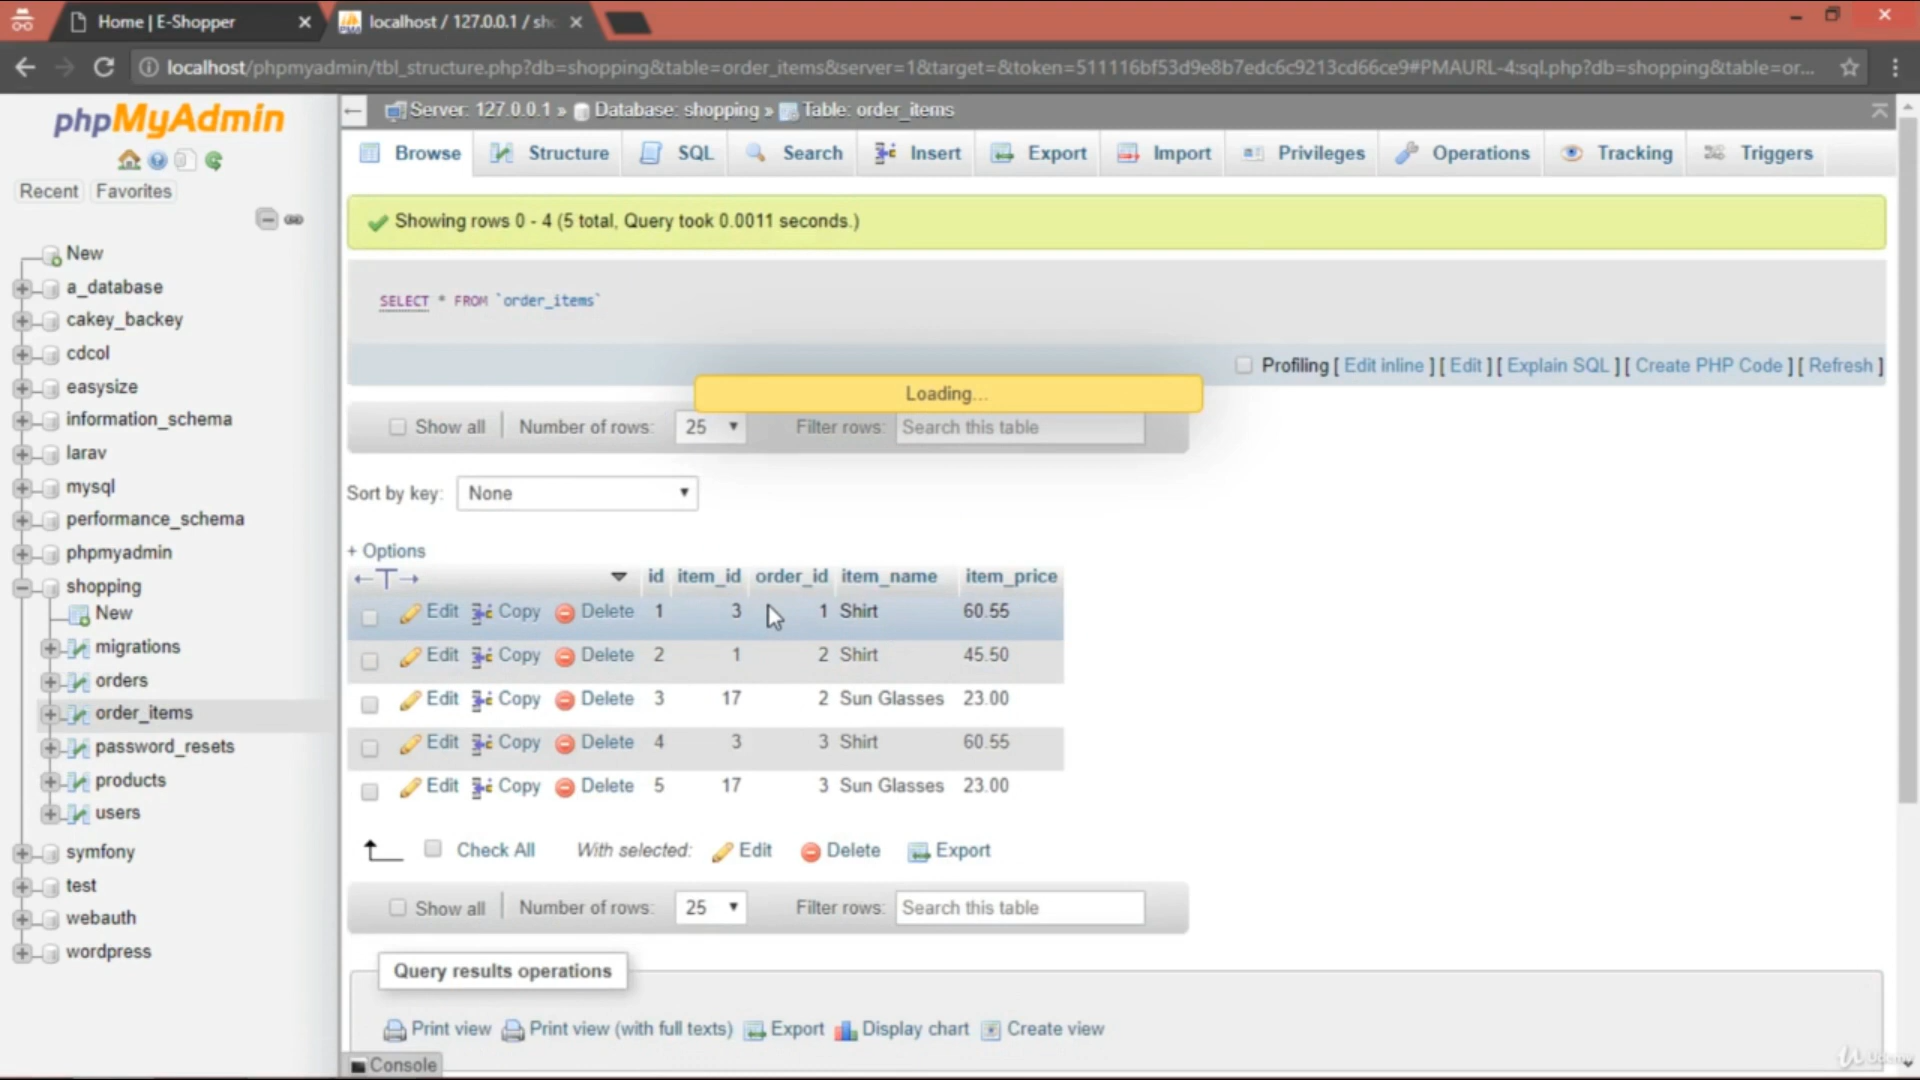 Home | E-Shopper
localhost / 127.0.0.1 / sho
localhost/phpmyadmin/tbl_structure.php?db=shopping&table=order_items&server=1&target=&token=511116bf53d9e8b7edc6c9213cd66ce9#PMAURL-4:sql.php?db=shopping&table=or...
phpMyAdmin
Recent Favorites
New
a_database
cakey_backey
cdcol
easysize
information_schema
larav
mysql
performance_schema
phpmyadmin
shopping
New
migrations
orders
order_items
password_resets
products
users
symfony
test
webauth
wordpress
Server: 127.0.0.1 » Database: shopping » Table: order_items
Browse Structure SQL Search Insert Export Import Privileges Operations Tracking Triggers
Showing rows 0 - 4 (5 total, Query took 0.0011 seconds.)
SELECT * FROM `order_items`
Profiling [ Edit inline ] [ Edit ] [ Explain SQL ] [ Create PHP Code ] [ Refresh ]
Loading...
Show all Number of rows: 25 Filter rows: Search this table
Sort by key: None
+ Options
id item_id order_id item_name item_price
Edit Copy Delete 1 3 1 Shirt 60.55
Edit Copy Delete 2 1 2 Shirt 45.50
Edit Copy Delete 3 17 2 Sun Glasses 23.00
Edit Copy Delete 4 3 3 Shirt 60.55
Edit Copy Delete 5 17 3 Sun Glasses 23.00
Check All With selected: Edit Delete Export
Show all Number of rows: 25 Filter rows: Search this table
Query results operations
Print view Print view (with full texts) Export Display chart Create view
Console
Udemy